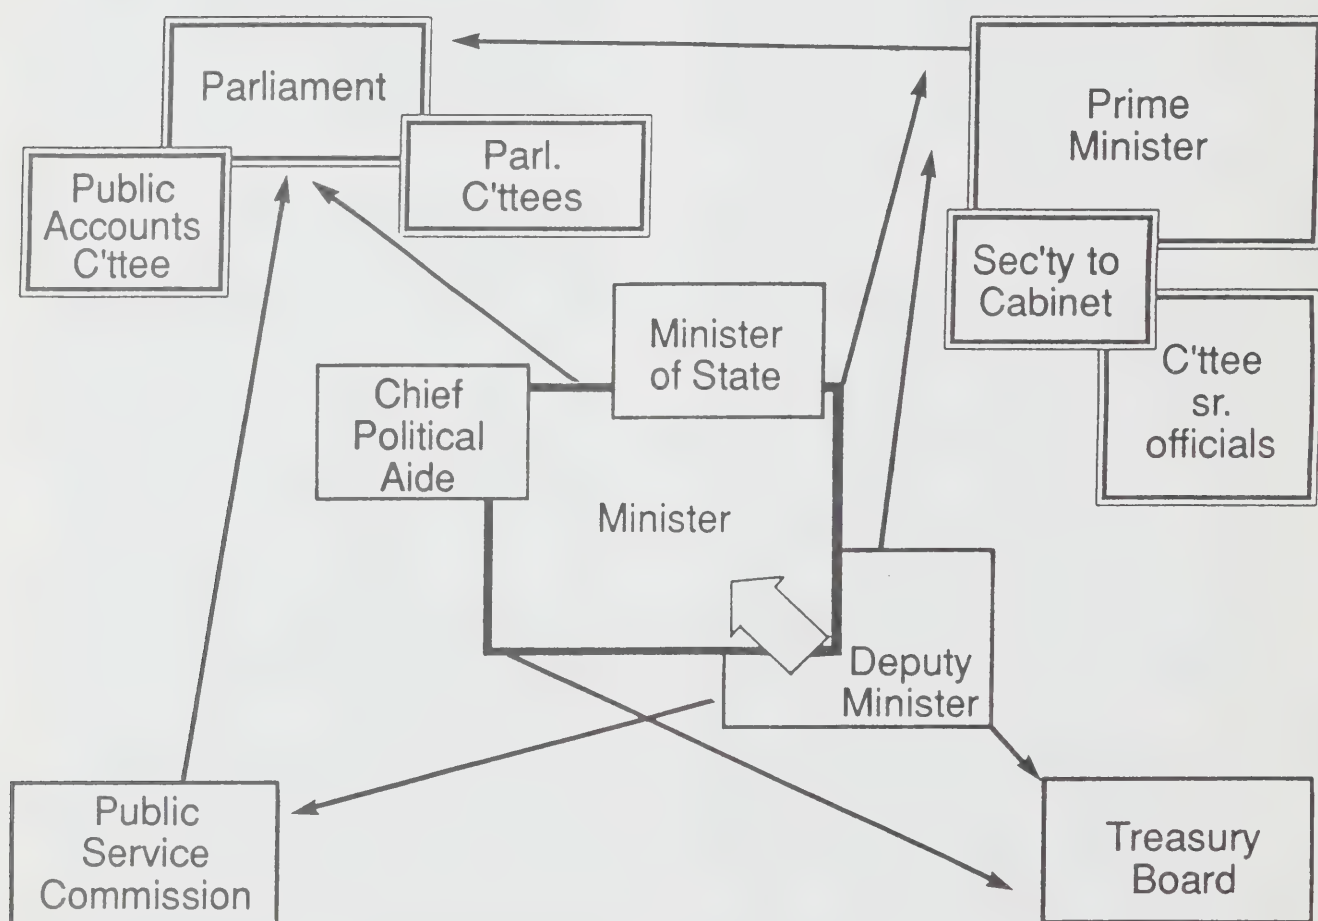 Parliament
Public
Accounts
C'ttee
Parl.
C'ttees
Prime
Minister
Sec'ty to
Cabinet
C'ttee
sr.
officials
Minister
of State
Chief
Political
Aide
Minister
Deputy
Minister
Public
Service
Commission
Treasury
Board